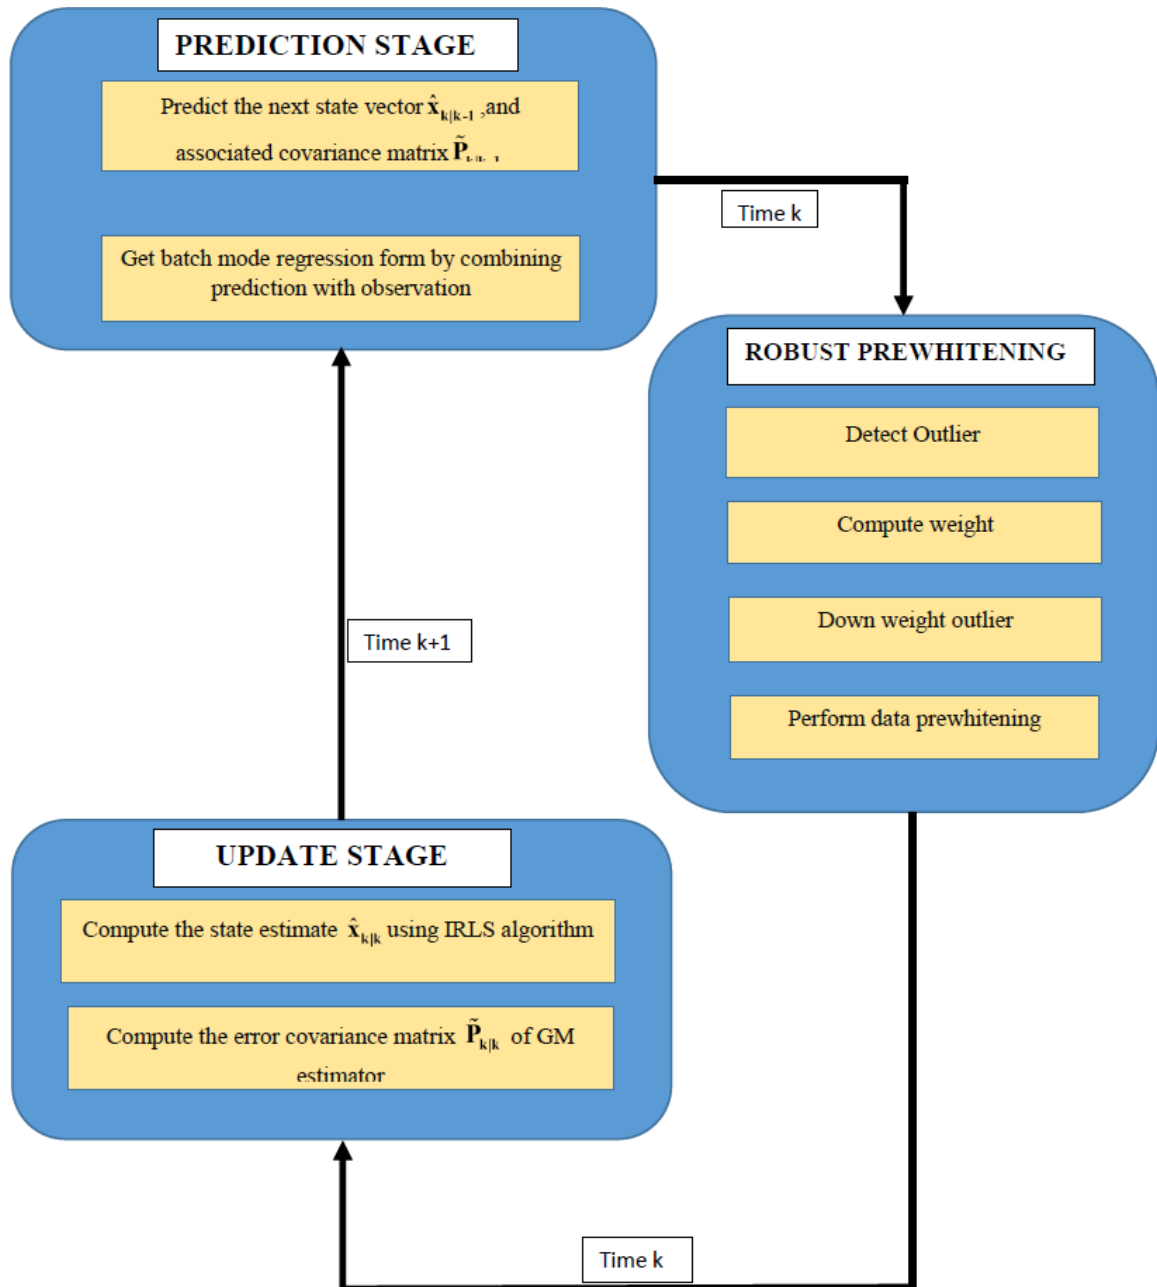 PREDICTION STAGE
Predict the next state vector x̂k|k-1 ,and
associated covariance matrix P̃k|k-1
Time k
Get batch mode regression form by combining
prediction with observation
ROBUST PREWHITENING
Detect Outlier
Compute weight
Down weight outlier
Perform data prewhitening
Time k+1
UPDATE STAGE
Compute the state estimate x̂k|k using IRLS algorithm
Compute the error covariance matrix P̃k|k of GM
estimator
Time k